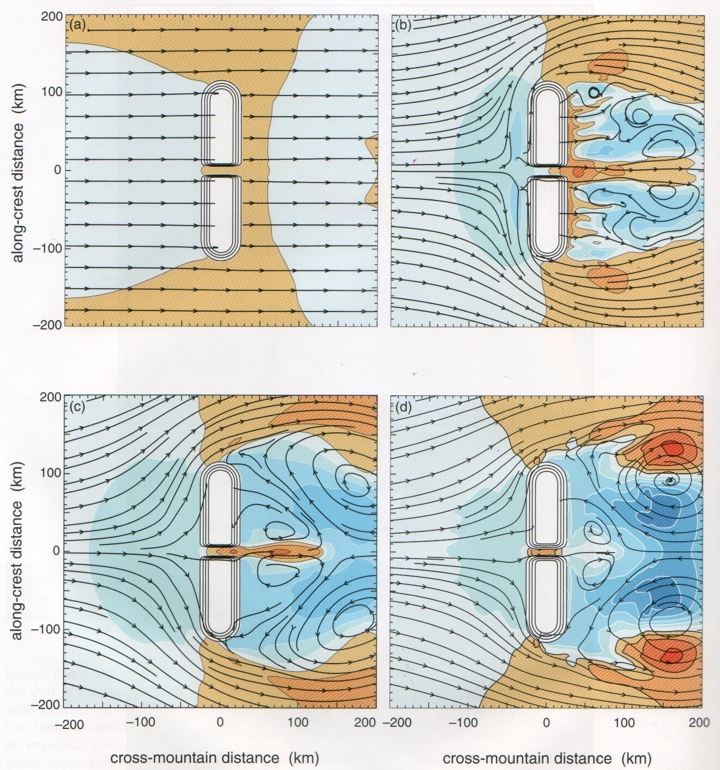 200
(a)
(b)
100
0
−100
−200
along-crest distance (km)
200
(c)
(d)
100
0
−100
−200
along-crest distance (km)
−200 −100 0 100 200 −200 −100 0 100 200
cross-mountain distance (km)
cross-mountain distance (km)